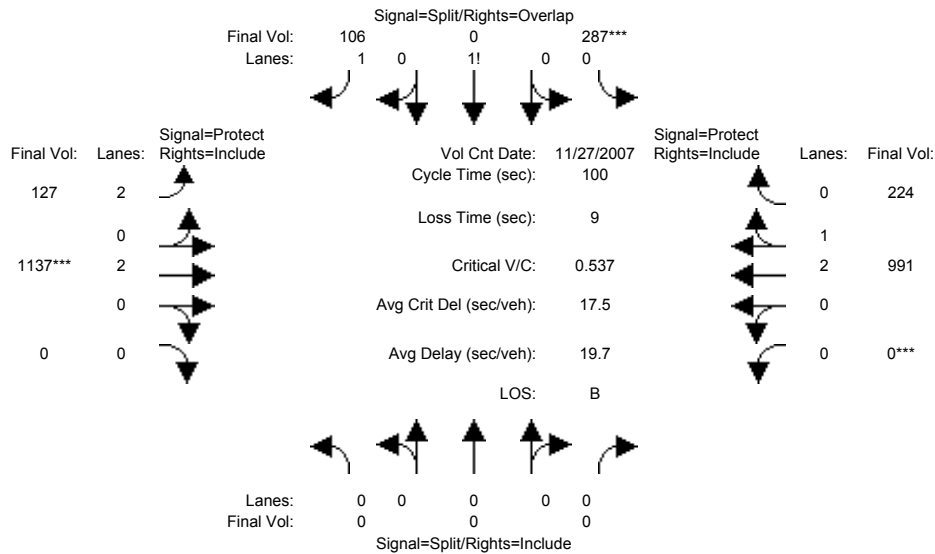 Signal=Split/Rights=Overlap
Final Vol: 106 0 287***
Lanes: 1 0 1! 0 0
Signal=Protect Signal=Protect
Final Vol: Lanes: Rights=Include Vol Cnt Date: 11/27/2007 Rights=Include Lanes: Final Vol:
Cycle Time (sec): 100
127 2 0 224
Loss Time (sec): 9
0 1
1137*** 2 Critical V/C: 0.537 2 991
0 Avg Crit Del (sec/veh): 17.5 0
0 0 Avg Delay (sec/veh): 19.7 0 0***
LOS: B
Lanes: 0 0 0 0 0
Final Vol: 0 0 0
Signal=Split/Rights=Include